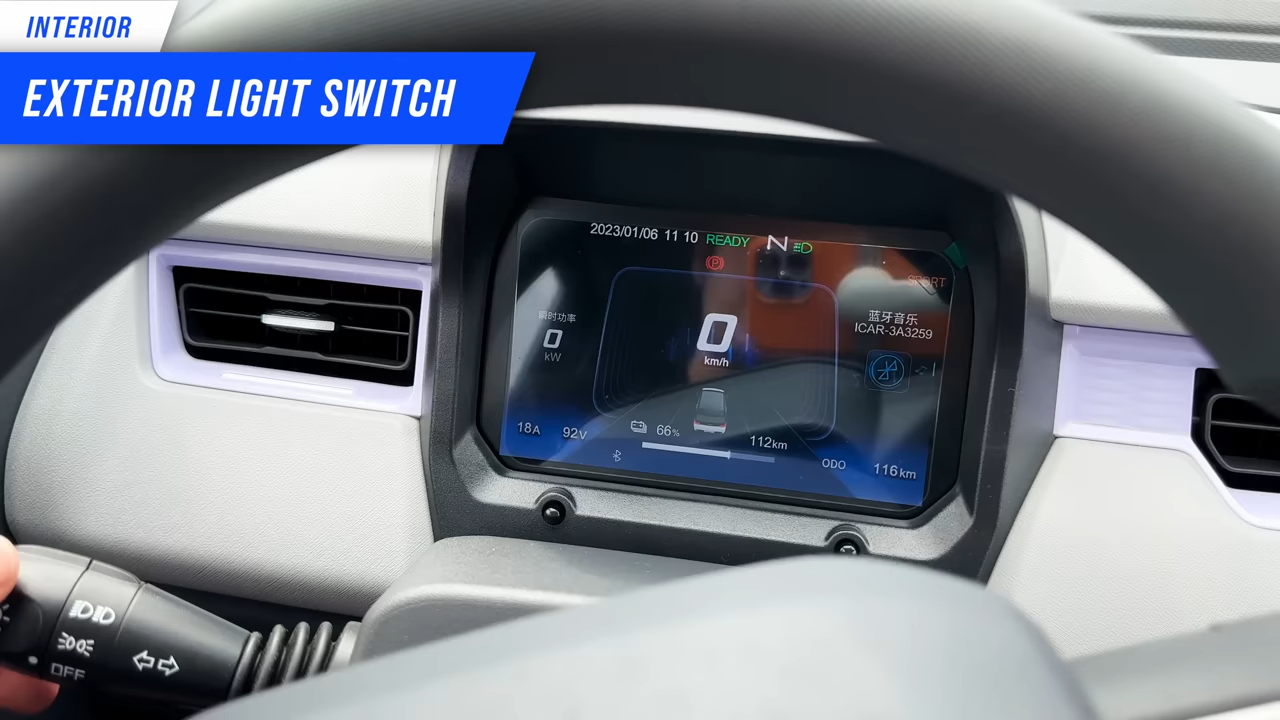 INTERIOR
EXTERIOR LIGHT SWITCH
2023/01/06 11 10 READY N
SPORT
瞬时功率
0
kW
0
km/h
蓝牙音乐
ICAR-3A3259
18A 92V
66%
112km
ODO 116km
OFF